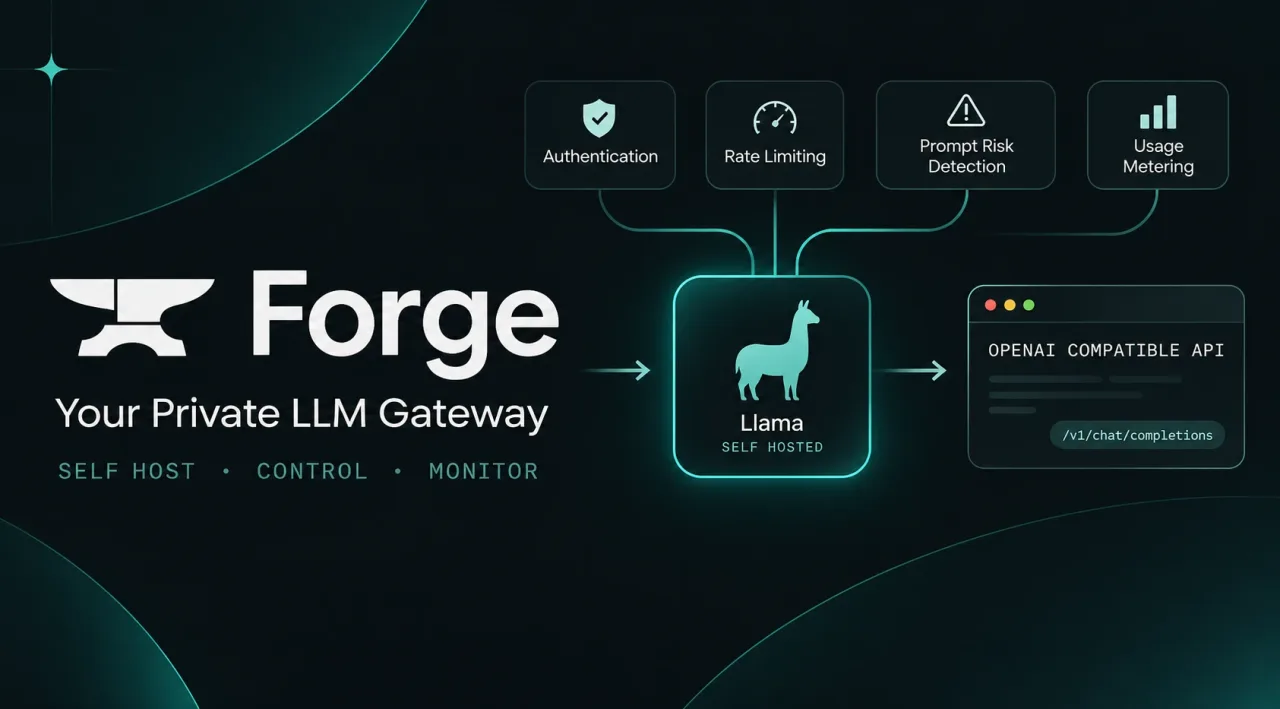 Authentication
Rate Limiting
Prompt Risk
Detection
Usage
Metering
Forge
Your Private LLM Gateway
SELF HOST • CONTROL • MONITOR
Llama
SELF HOSTED
OPENAI COMPATIBLE API
/v1/chat/completions